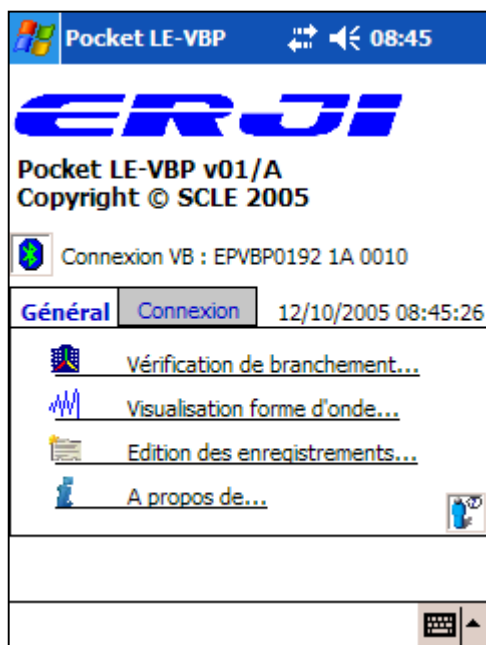 Pocket LE-VBP 08:45
ERJI
Pocket LE-VBP v01/A
Copyright © SCLE 2005
Connexion VB : EPVBP0192 1A 0010
Général Connexion 12/10/2005 08:45:26
Vérification de branchement...
Visualisation forme d'onde...
Edition des enregistrements...
A propos de...